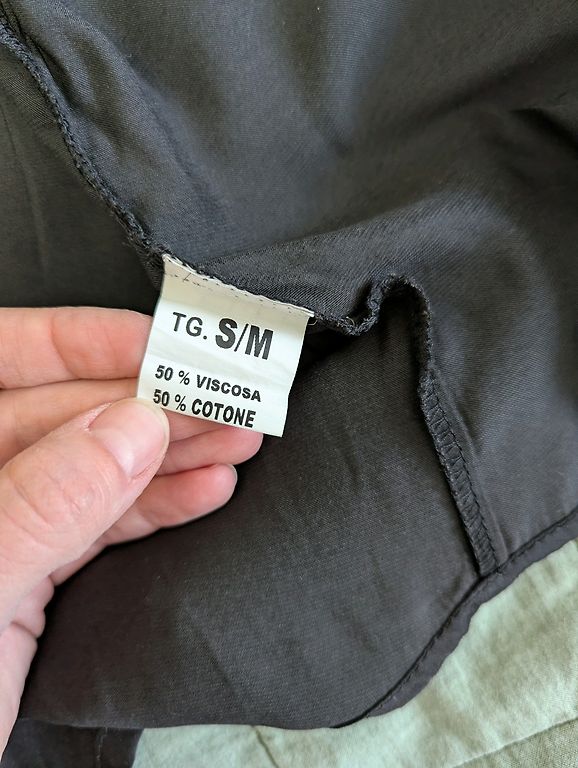 TG. S/M
50 % VISCOSA
50 % COTONE